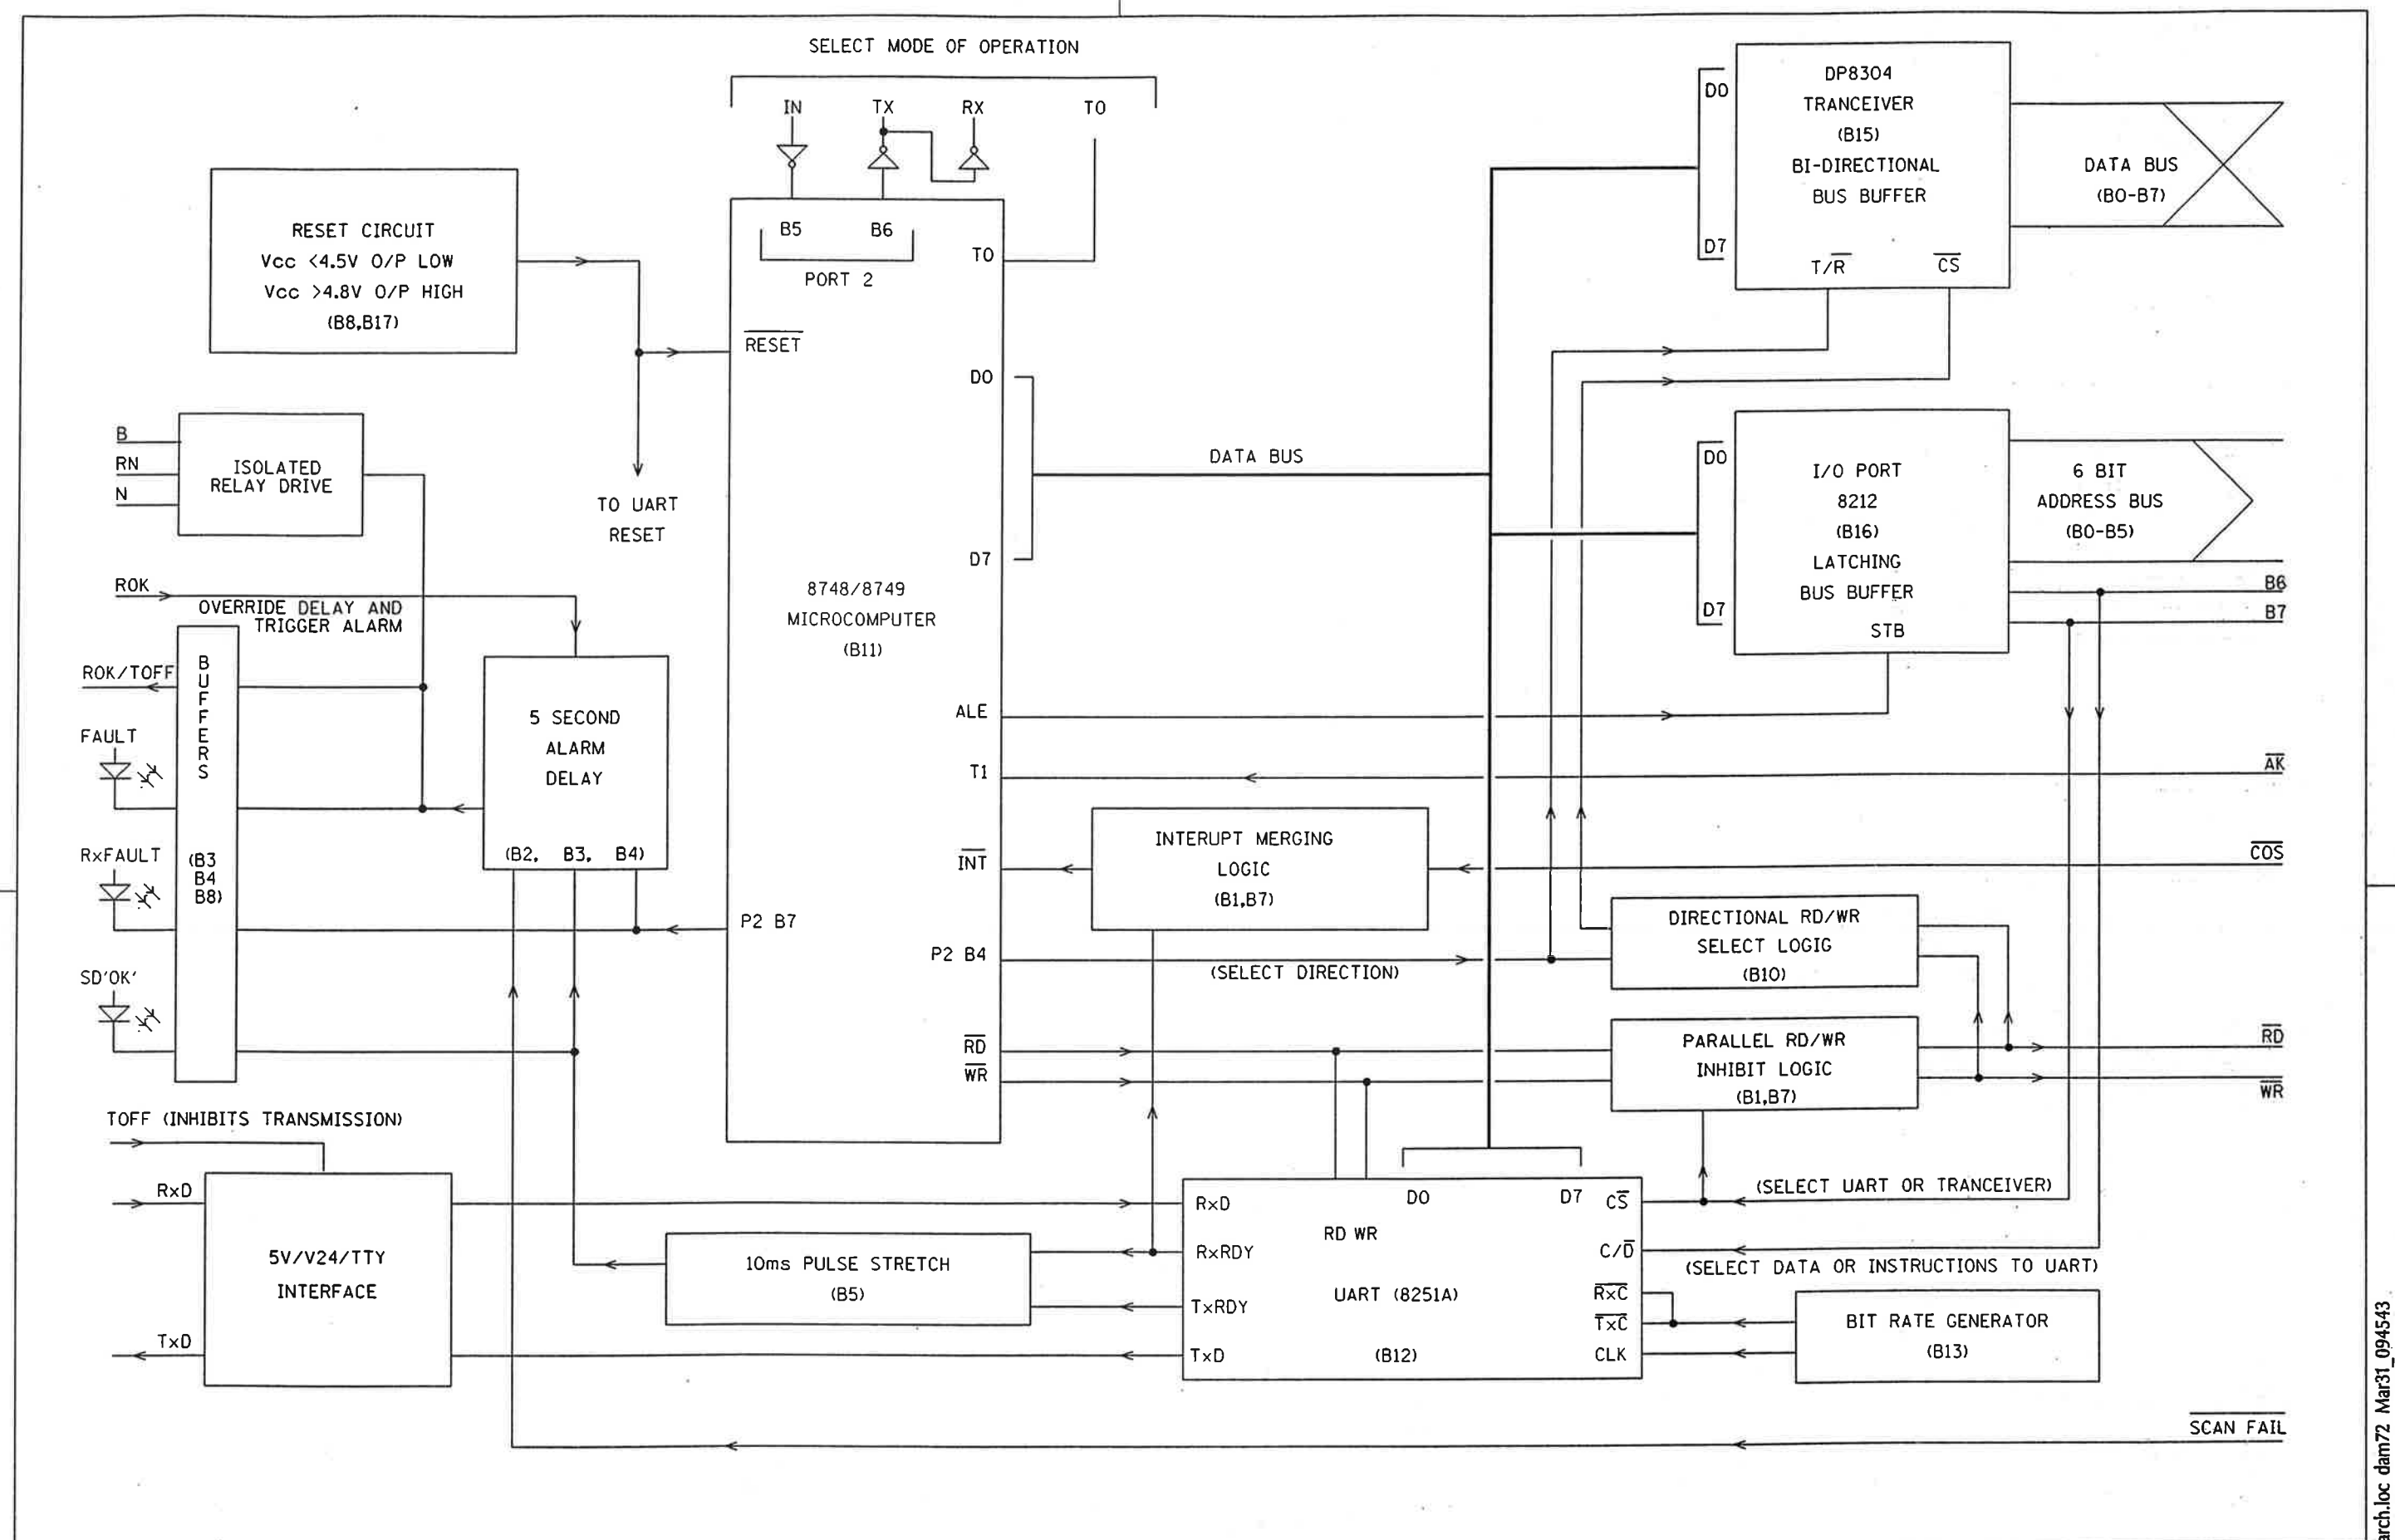 SELECT MODE OF OPERATION
IN
TX
RX
TO
B5
B6
PORT 2
TO
RESET CIRCUIT
Vcc <4.5V O/P LOW
Vcc >4.8V O/P HIGH
(B8,B17)
RESET
TO UART
RESET
B
RN
N
ISOLATED
RELAY DRIVE
ROK
OVERRIDE DELAY AND
TRIGGER ALARM
ROK/TOFF
FAULT
RxFAULT
SD'OK'
BUFFERS
(B3
B4
B8)
5 SECOND
ALARM
DELAY
(B2, B3, B4)
8748/8749
MICROCOMPUTER
(B11)
D0
D7
ALE
T1
INT
P2 B7
P2 B4
RD
WR
DATA BUS
DP8304
TRANCEIVER
(B15)
BI-DIRECTIONAL
BUS BUFFER
D0
D7
T/R
CS
DATA BUS
(B0-B7)
I/O PORT
8212
(B16)
LATCHING
BUS BUFFER
STB
D0
D7
6 BIT
ADDRESS BUS
(B0-B5)
B6
B7
AK
COS
INTERUPT MERGING
LOGIC
(B1,B7)
(SELECT DIRECTION)
DIRECTIONAL RD/WR
SELECT LOGIG
(B10)
PARALLEL RD/WR
INHIBIT LOGIC
(B1,B7)
RD
WR
TOFF (INHIBITS TRANSMISSION)
RxD
TxD
5V/V24/TTY
INTERFACE
10ms PULSE STRETCH
(B5)
RxD
RxRDY
TxRDY
TxD
D0
D7
RD WR
UART (8251A)
(B12)
CS
C/D
RxC
TxC
CLK
(SELECT UART OR TRANCEIVER)
(SELECT DATA OR INSTRUCTIONS TO UART)
BIT RATE GENERATOR
(B13)
SCAN FAIL
arch.loc dam72 Mar31_094543